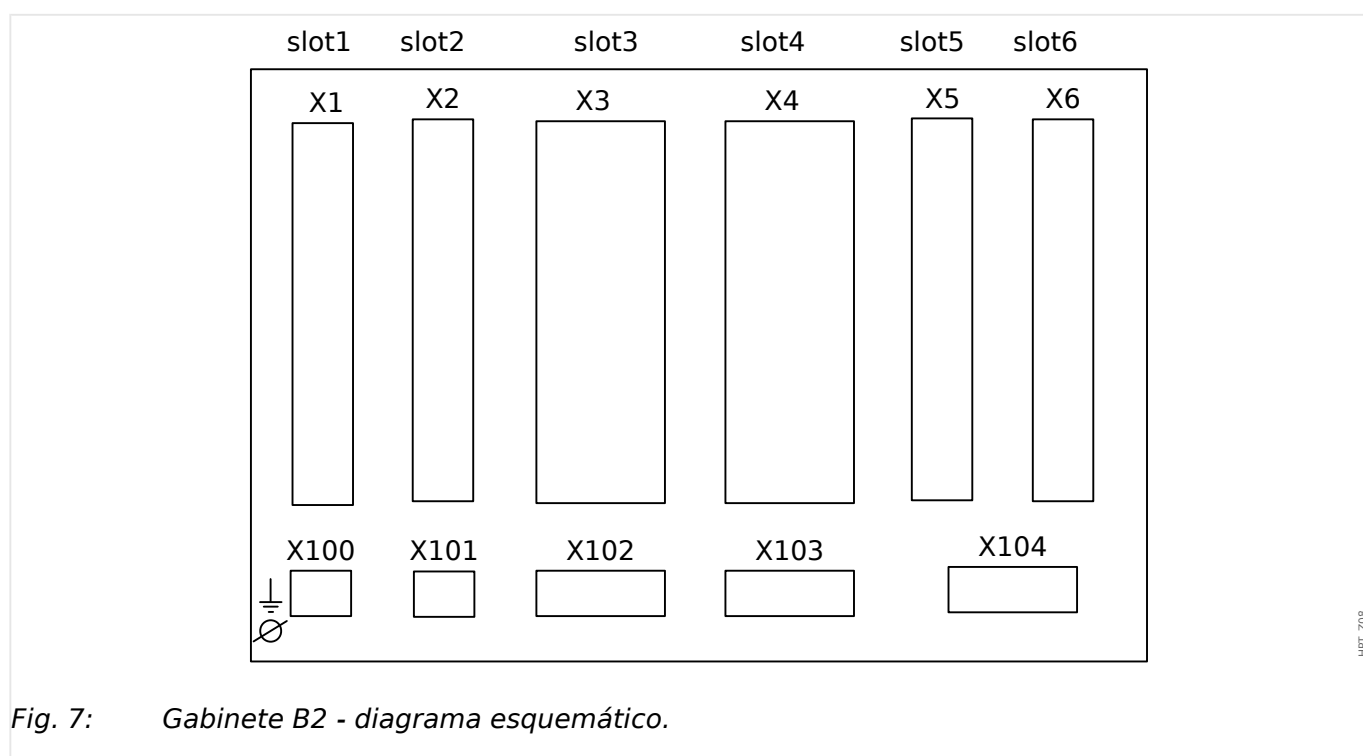 slot1 slot2 slot3 slot4 slot5 slot6
X1 X2 X3 X4 X5 X6
X100 X101 X102 X103 X104
HPT_Z08
Fig. 7: Gabinete B2 - diagrama esquemático.